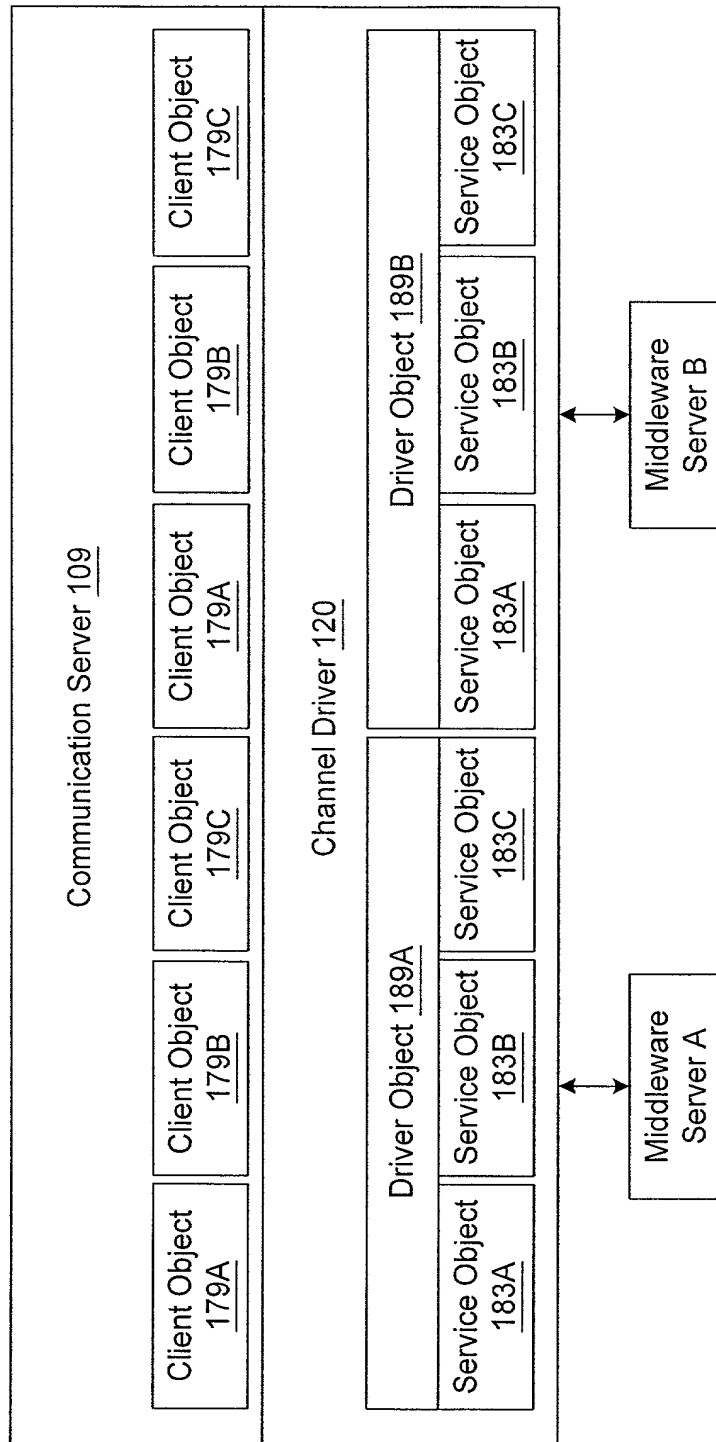 Communication Server 109
Client Object
179A
Client Object
179B
Client Object
179C
Client Object
179A
Client Object
179B
Client Object
179C
Channel Driver 120
Driver Object 189A
Service Object
183A
Service Object
183B
Service Object
183C
Driver Object 189B
Service Object
183A
Service Object
183B
Service Object
183C
Middleware
Server A
Middleware
Server B